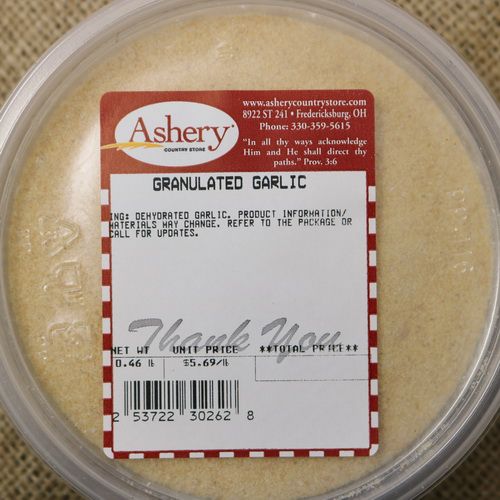 Ashery
COUNTRY STORE
www.asherycountrystore.com
8922 ST 241 • Fredericksburg, OH
Phone: 330-359-5615
"In all thy ways acknowledge
Him and He shall direct thy
paths." Prov. 3:6
GRANULATED GARLIC
ING: DEHYDRATED GARLIC. PRODUCT INFORMATION/
MATERIALS MAY CHANGE. REFER TO THE PACKAGE OR
CALL FOR UPDATES.
Thank You
NET WT UNIT PRICE **TOTAL PRICE**
0.46 lb $5.69/lb
2 53722 30262 8